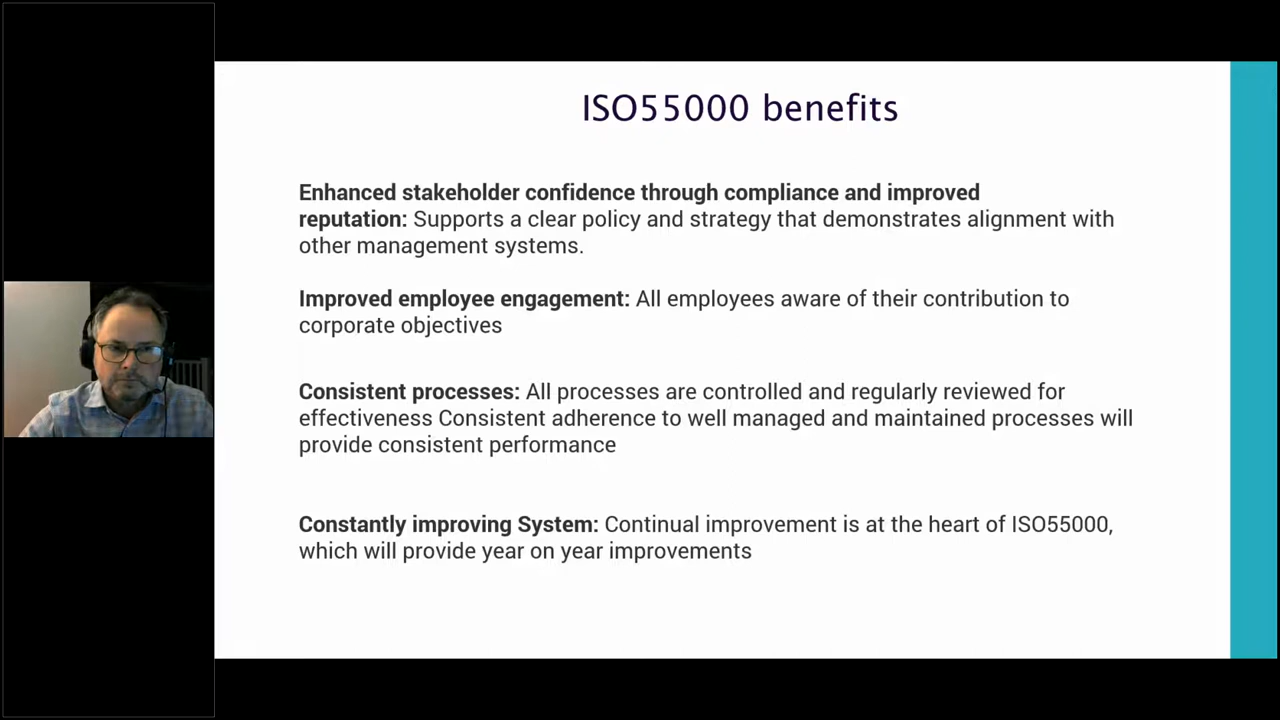 ISO55000 benefits
Enhanced stakeholder confidence through compliance and improved
reputation: Supports a clear policy and strategy that demonstrates alignment with
other management systems.
Improved employee engagement: All employees aware of their contribution to
corporate objectives
Consistent processes: All processes are controlled and regularly reviewed for
effectiveness Consistent adherence to well managed and maintained processes will
provide consistent performance
Constantly improving System: Continual improvement is at the heart of ISO55000,
which will provide year on year improvements